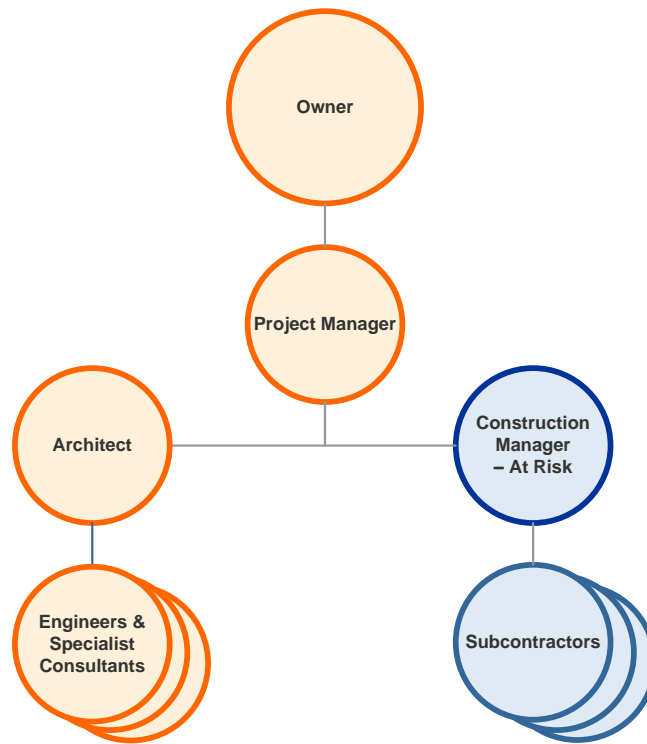 Owner
Project Manager
Architect
Construction
Manager
– At Risk
Engineers &
Specialist
Consultants
Subcontractors